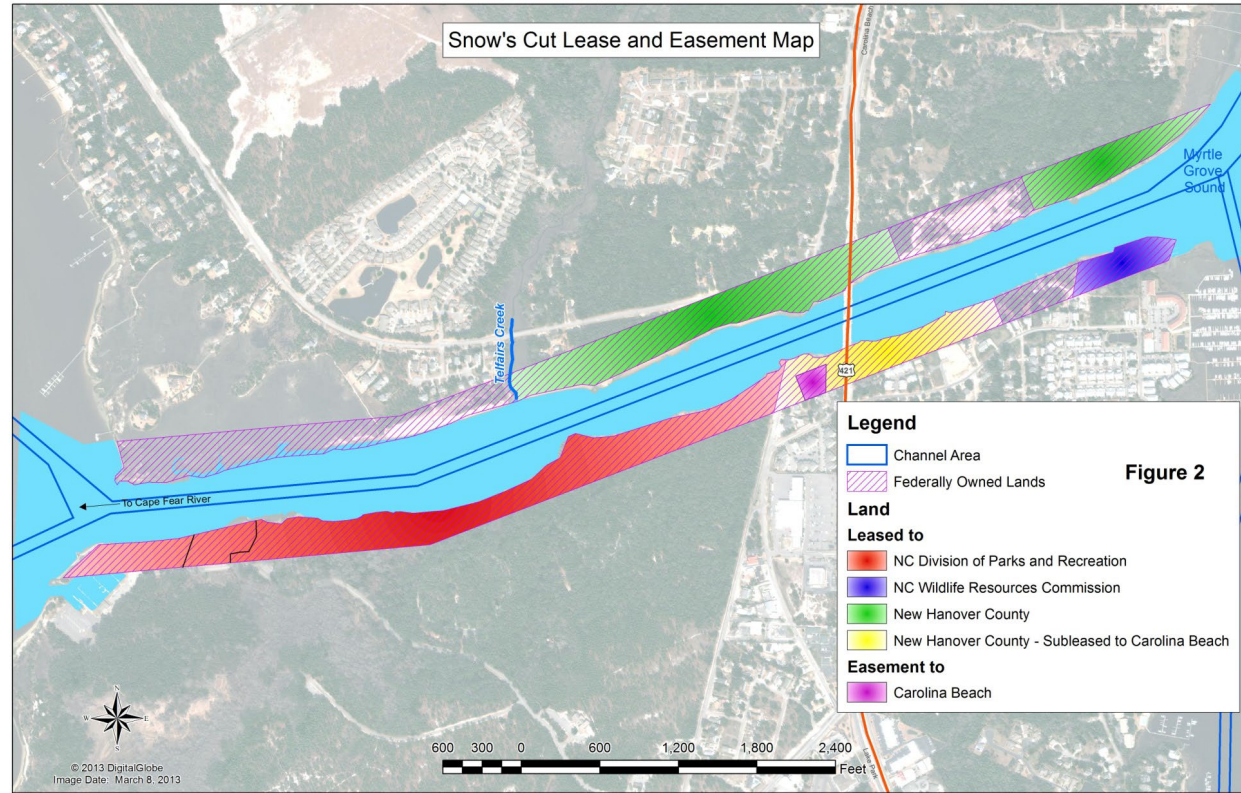 Snow's Cut Lease and Easement Map
Carolina Beach
Myrtle
Grove
Sound
Telfairs Creek
421
To Cape Fear River
Legend
Channel Area
Figure 2
Federally Owned Lands
Land
Leased to
NC Division of Parks and Recreation
NC Wildlife Resources Commission
New Hanover County
New Hanover County - Subleased to Carolina Beach
Easement to
Carolina Beach
N
W
E
S
600 300 0 600 1,200 1,800 2,400
Feet
Lake Park
© 2013 DigitalGlobe
Image Date: March 8, 2013